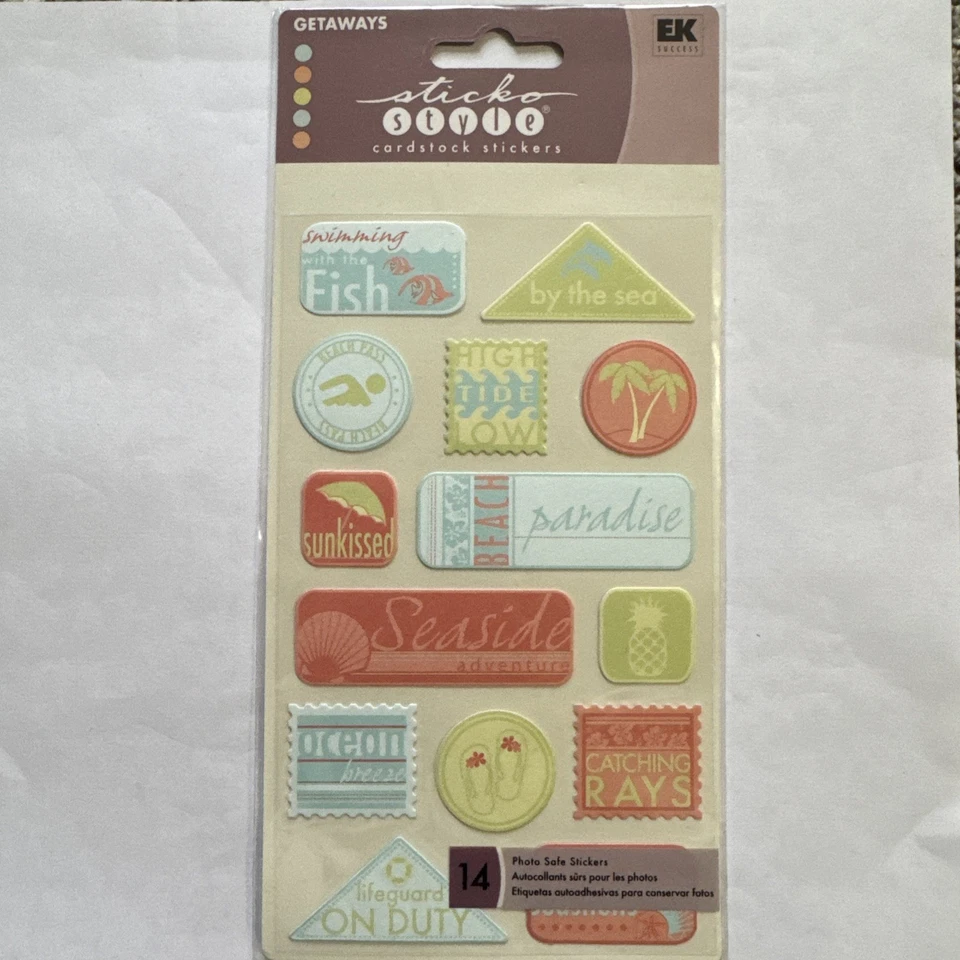 GETAWAYS
EK
SUCCESS
sticko
style®
cardstock stickers
swimming
with the
Fish
by the sea
BEACH PASS
BEACH PASS
HIGH
TIDE
LOW
sunkissed
BEACH
paradise
Seaside
adventure
ocean
breeze
CATCHING
RAYS
lifeguard
ON DUTY
14
Photo Safe Stickers
Autocollants sûrs pour les photos
Etiquetas autoadhesivas para conservar fotos